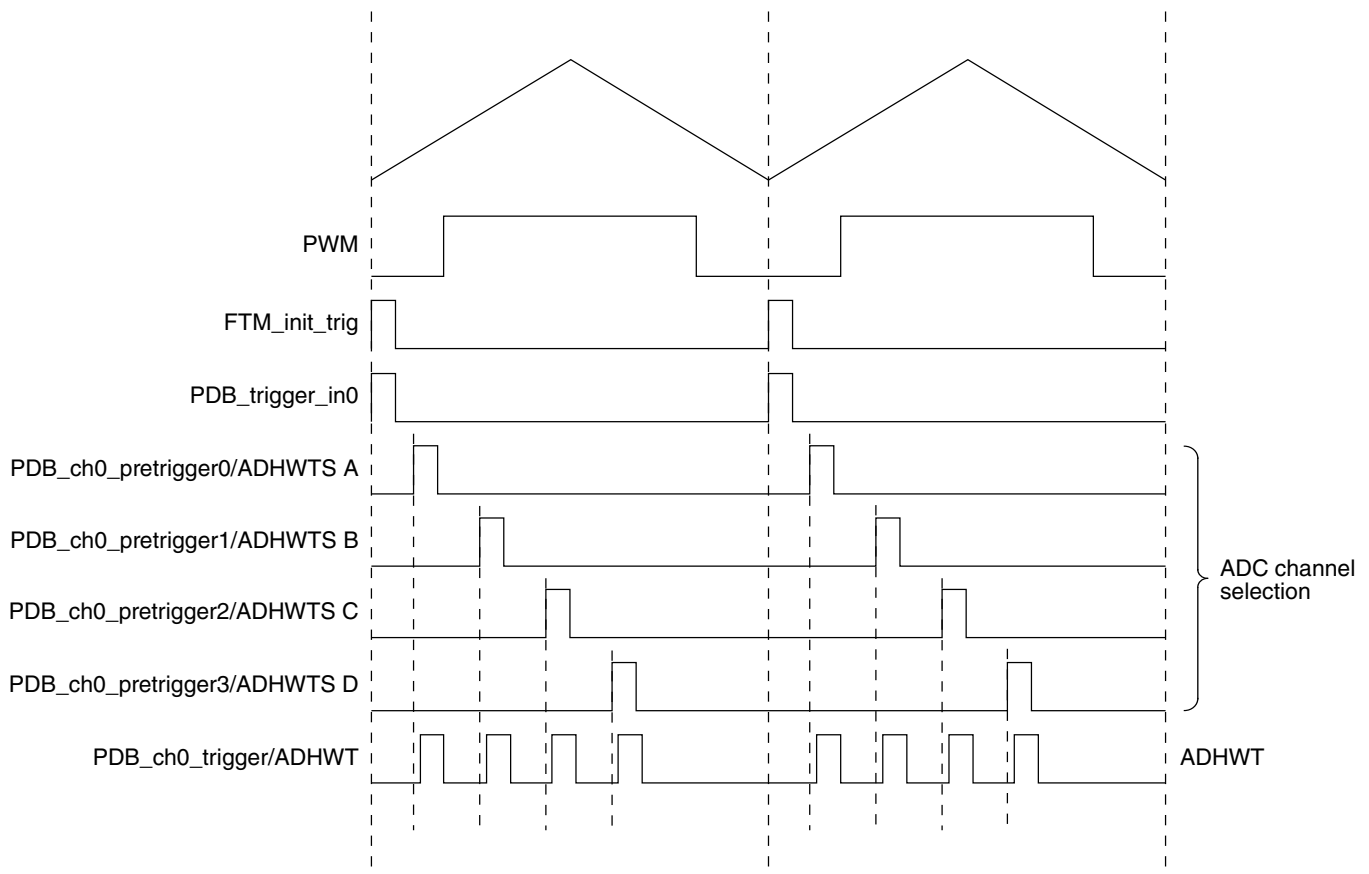 PWM
FTM_init_trig
PDB_trigger_in0
PDB_ch0_pretrigger0/ADHWTS A
PDB_ch0_pretrigger1/ADHWTS B
PDB_ch0_pretrigger2/ADHWTS C
PDB_ch0_pretrigger3/ADHWTS D
ADC channel
selection
PDB_ch0_trigger/ADHWT
ADHWT